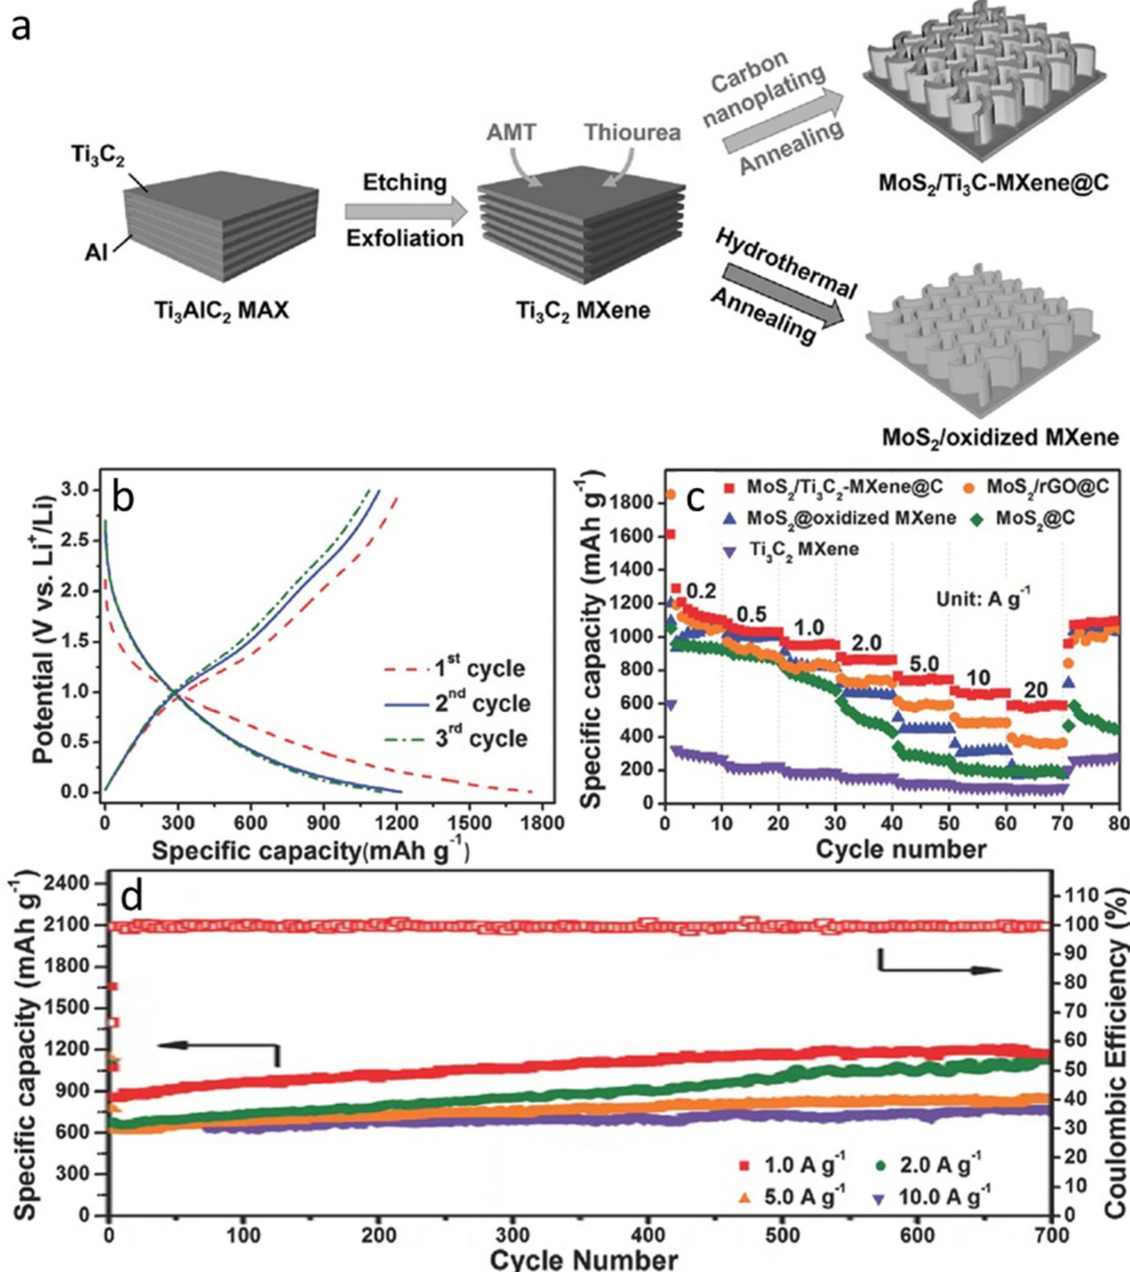 a
Ti3C2
Al
Ti3AlC2 MAX
Etching
Exfoliation
AMT
Thiourea
Ti3C2 MXene
Carbon
nanoplating
Annealing
MoS2/Ti3C-MXene@C
Hydrothermal
Annealing
MoS2/oxidized MXene
b
Potential (V vs. Li+/Li)
3.0
2.5
2.0
1.5
1.0
0.5
0.0
1st cycle
2nd cycle
3rd cycle
0 300 600 900 1200 1500 1800
Specific capacity(mAh g-1)
c
Specific capacity (mAh g-1)
1800
1600
1400
1200
1000
800
600
400
200
0
MoS2/Ti3C2-MXene@C
MoS2/rGO@C
MoS2@oxidized MXene
MoS2@C
Ti3C2 MXene
Unit: A g-1
0.2
0.5
1.0
2.0
5.0
10
20
0 10 20 30 40 50 60 70 80
Cycle number
d
Specific capacity (mAh g-1)
2400
2100
1800
1500
1200
900
600
300
0
110
100
90
80
70
60
50
40
30
20
10
0
Coulombic Efficiency (%)
1.0 A g-1
2.0 A g-1
5.0 A g-1
10.0 A g-1
0 100 200 300 400 500 600 700
Cycle Number